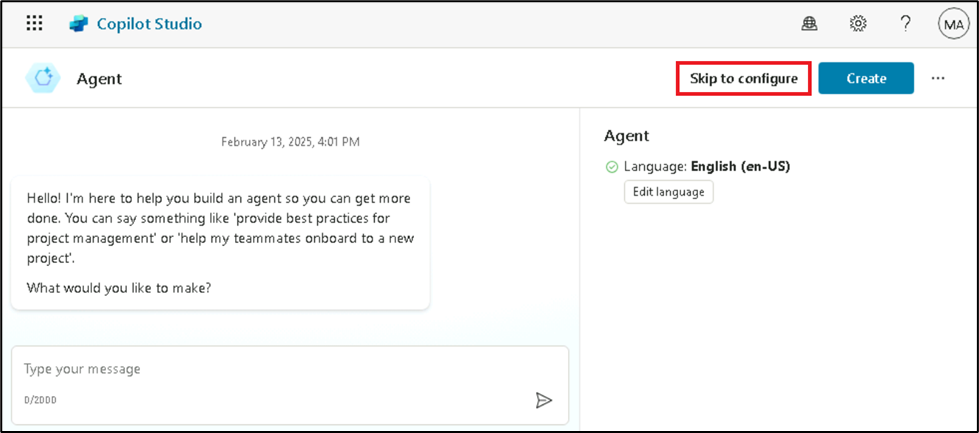 Copilot Studio
?
MA
Agent
Skip to configure
Create
...
February 13, 2025, 4:01 PM
Hello! I'm here to help you build an agent so you can get more
done. You can say something like 'provide best practices for
project management' or 'help my teammates onboard to a new
project'.
What would you like to make?
Type your message
0/2000
Agent
Language: English (en-US)
Edit language